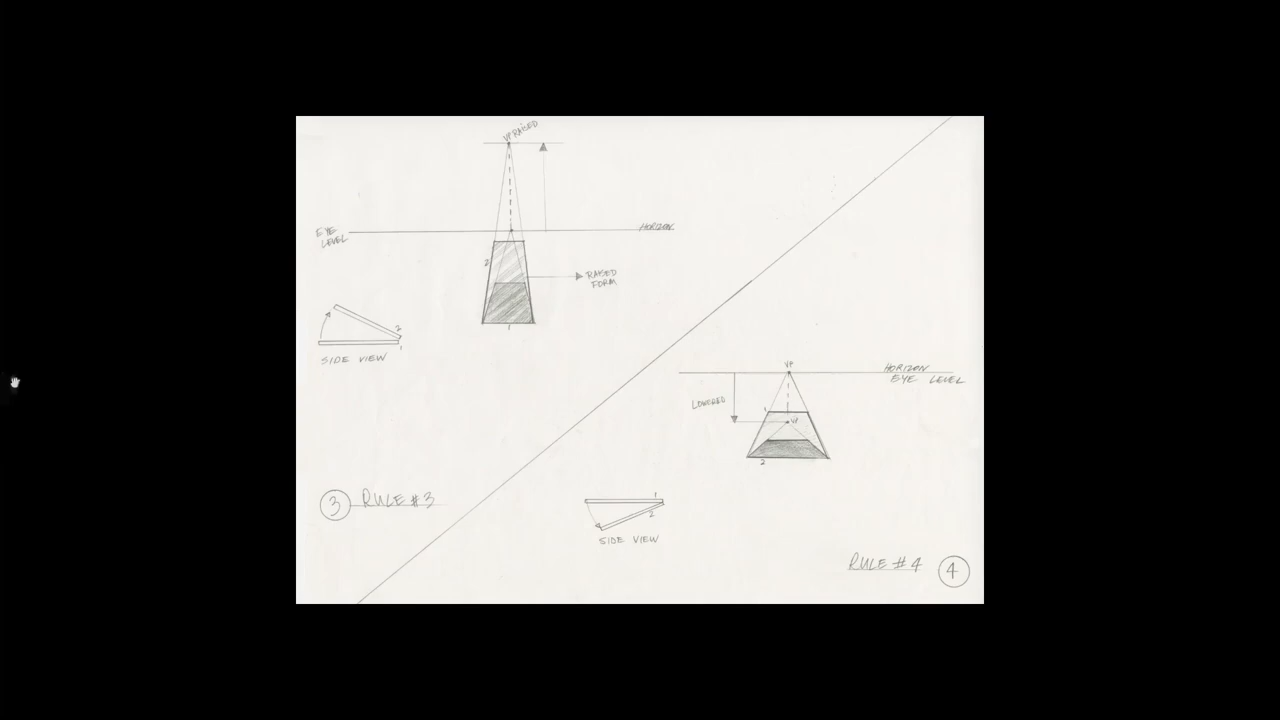 VP RAISED
EYE
LEVEL
HORIZON
2
RAISED
FORM
1
2
1
SIDE VIEW
3 RULE #3
VP
HORIZON
EYE LEVEL
LOWERED
1
VP
2
1
2
SIDE VIEW
RULE #4 4